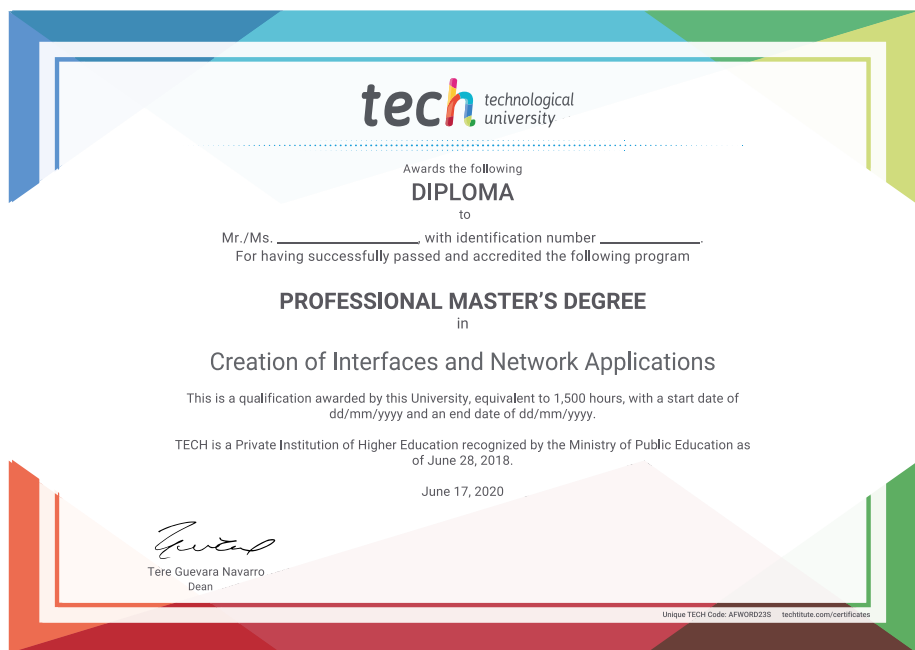 tech technological
university
Awards the following
DIPLOMA
to
Mr./Ms. ____________________, with identification number ______________.
For having successfully passed and accredited the following program
PROFESSIONAL MASTER'S DEGREE
in
Creation of Interfaces and Network Applications
This is a qualification awarded by this University, equivalent to 1,500 hours, with a start date of
dd/mm/yyyy and an end date of dd/mm/yyyy.
TECH is a Private Institution of Higher Education recognized by the Ministry of Public Education as
of June 28, 2018.
June 17, 2020
Tere Guevara Navarro
Dean
Unique TECH Code: AFWORD23S techtitute.com/certificates